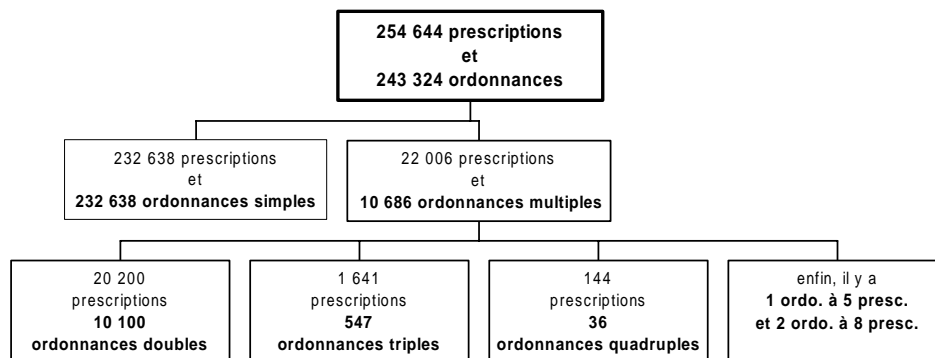 254 644 prescriptions
et
243 324 ordonnances
232 638 prescriptions
et
232 638 ordonnances simples
22 006 prescriptions
et
10 686 ordonnances multiples
20 200
prescriptions
10 100
ordonnances doubles
1 641
prescriptions
547
ordonnances triples
144
prescriptions
36
ordonnances quadruples
enfin, il y a
1 ordo. à 5 presc.
et 2 ordo. à 8 presc.